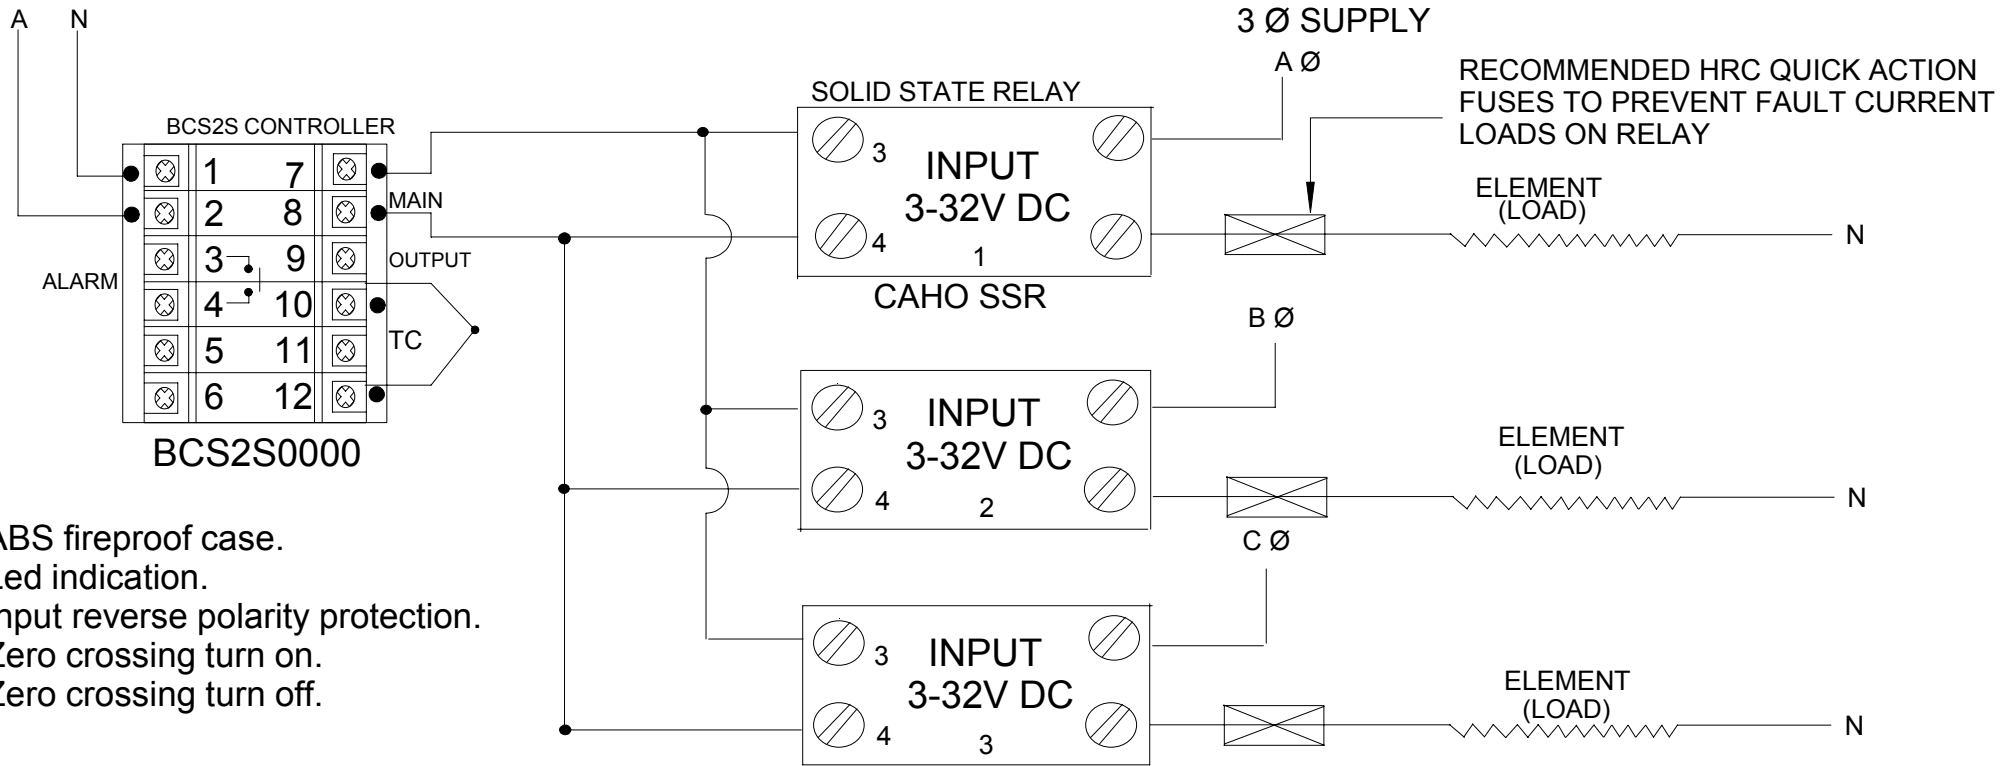 A N
3 Ø SUPPLY
A Ø
RECOMMENDED HRC QUICK ACTION
FUSES TO PREVENT FAULT CURRENT
LOADS ON RELAY
SOLID STATE RELAY
BCS2S CONTROLLER
1 7
2 8
3 9
4 10
5 11
6 12
MAIN
OUTPUT
ALARM
TC
BCS2S0000
3
INPUT
3-32V DC
4
1
CAHO SSR
ELEMENT
(LOAD)
N
B Ø
3
INPUT
3-32V DC
4
2
ELEMENT
(LOAD)
N
C Ø
3
INPUT
3-32V DC
4
3
ELEMENT
(LOAD)
N
ABS fireproof case.
Led indication.
Input reverse polarity protection.
Zero crossing turn on.
Zero crossing turn off.